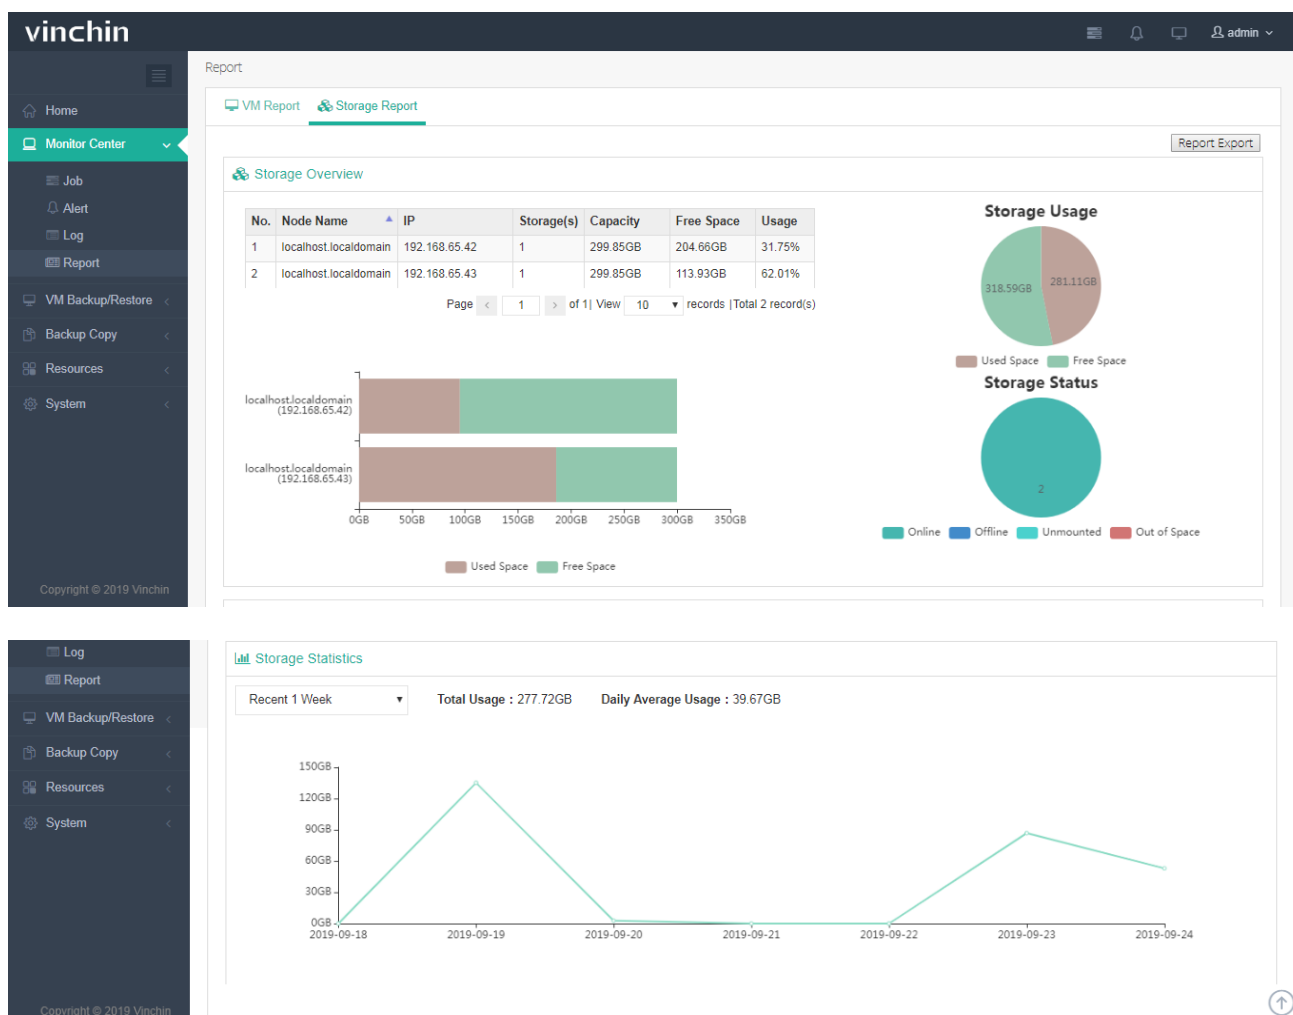 vinchin
admin
Report
Home
VM Report Storage Report
Monitor Center
Report Export
Job
Alert
Log
Report
VM Backup/Restore
Backup Copy
Resources
System
Copyright © 2019 Vinchin
Storage Overview
No. Node Name IP Storage(s) Capacity Free Space Usage
1 localhost.localdomain 192.168.65.42 1 299.85GB 204.66GB 31.75%
2 localhost.localdomain 192.168.65.43 1 299.85GB 113.93GB 62.01%
Page < 1 > of 1| View 10 records |Total 2 record(s)
localhost.localdomain
(192.168.65.42)
localhost.localdomain
(192.168.65.43)
0GB 50GB 100GB 150GB 200GB 250GB 300GB 350GB
Used Space Free Space
Storage Usage
318.59GB 281.11GB
Used Space Free Space
Storage Status
2
Online Offline Unmounted Out of Space
Log
Report
VM Backup/Restore
Backup Copy
Resources
System
Copyright © 2019 Vinchin
Storage Statistics
Recent 1 Week Total Usage : 277.72GB Daily Average Usage : 39.67GB
150GB
120GB
90GB
60GB
30GB
0GB
2019-09-18 2019-09-19 2019-09-20 2019-09-21 2019-09-22 2019-09-23 2019-09-24